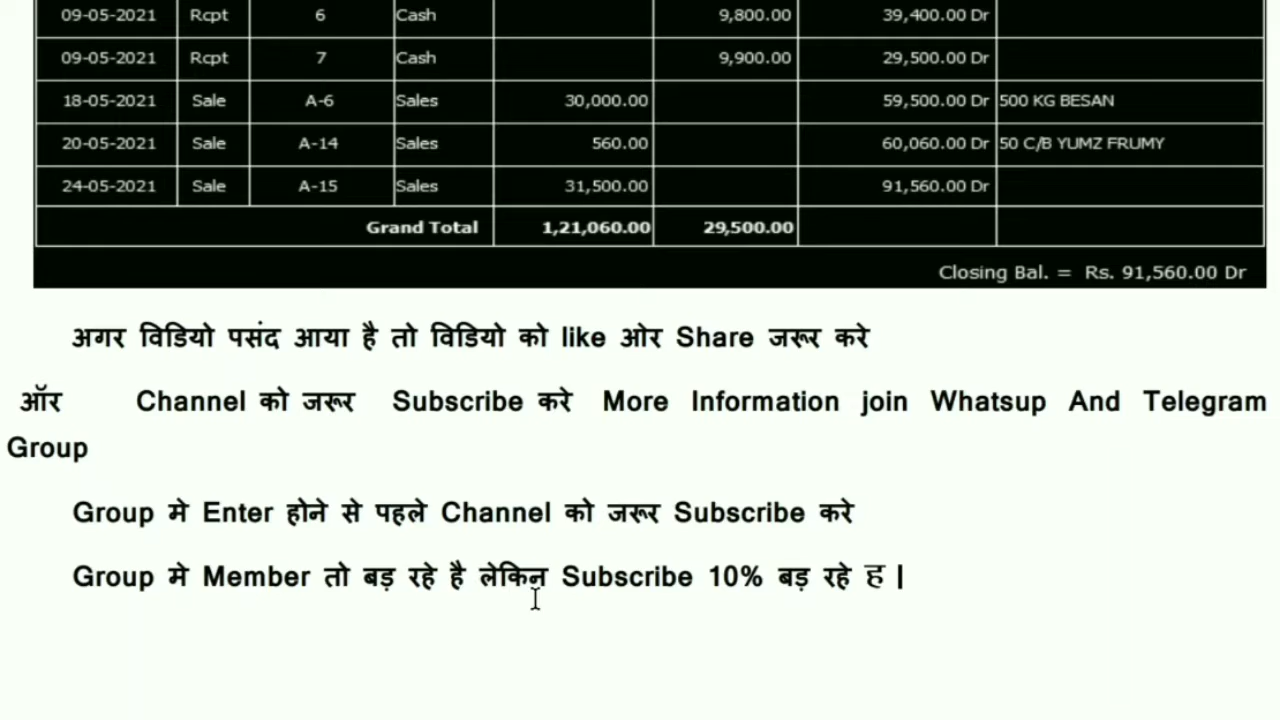 09-05-2021 Rcpt 6 Cash 9,800.00 39,400.00 Dr
09-05-2021 Rcpt 7 Cash 9,900.00 29,500.00 Dr
18-05-2021 Sale A-6 Sales 30,000.00 59,500.00 Dr 500 KG BESAN
20-05-2021 Sale A-14 Sales 560.00 60,060.00 Dr 50 C/B YUMZ FRUMY
24-05-2021 Sale A-15 Sales 31,500.00 91,560.00 Dr
Grand Total 1,21,060.00 29,500.00
Closing Bal. = Rs. 91,560.00 Dr
अगर विडियो पसंद आया है तो विडियो को like ओर Share जरूर करे
ऑर Channel को जरूर Subscribe करे More Information join Whatsup And Telegram
Group
Group मे Enter होने से पहले Channel को जरूर Subscribe करे
Group मे Member तो बड़ रहे है लेकिन Subscribe 10% बड़ रहे ह |